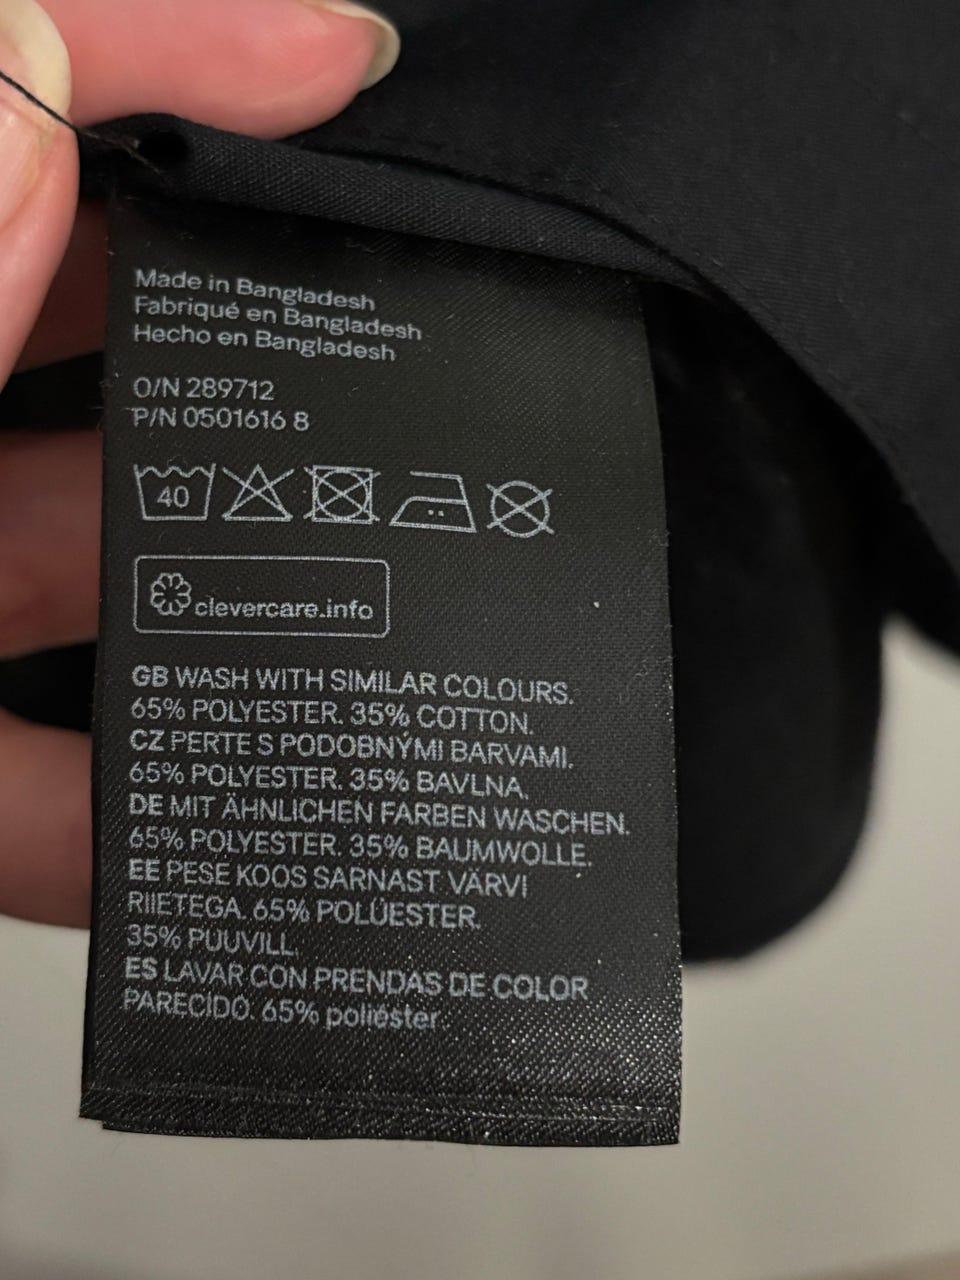 Made in Bangladesh
Fabriqué en Bangladesh
Hecho en Bangladesh
O/N 289712
P/N 0501616 8
40
clevercare.info
GB WASH WITH SIMILAR COLOURS.
65% POLYESTER. 35% COTTON.
CZ PERTE S PODOBNÝMI BARVAMI.
65% POLYESTER. 35% BAVLNA.
DE MIT ÄHNLICHEN FARBEN WASCHEN.
65% POLYESTER. 35% BAUMWOLLE.
EE PESE KOOS SARNAST VÄRVI
RIIETEGA. 65% POLÜESTER.
35% PUUVILL.
ES LAVAR CON PRENDAS DE COLOR
PARECIDO. 65% poliéster.